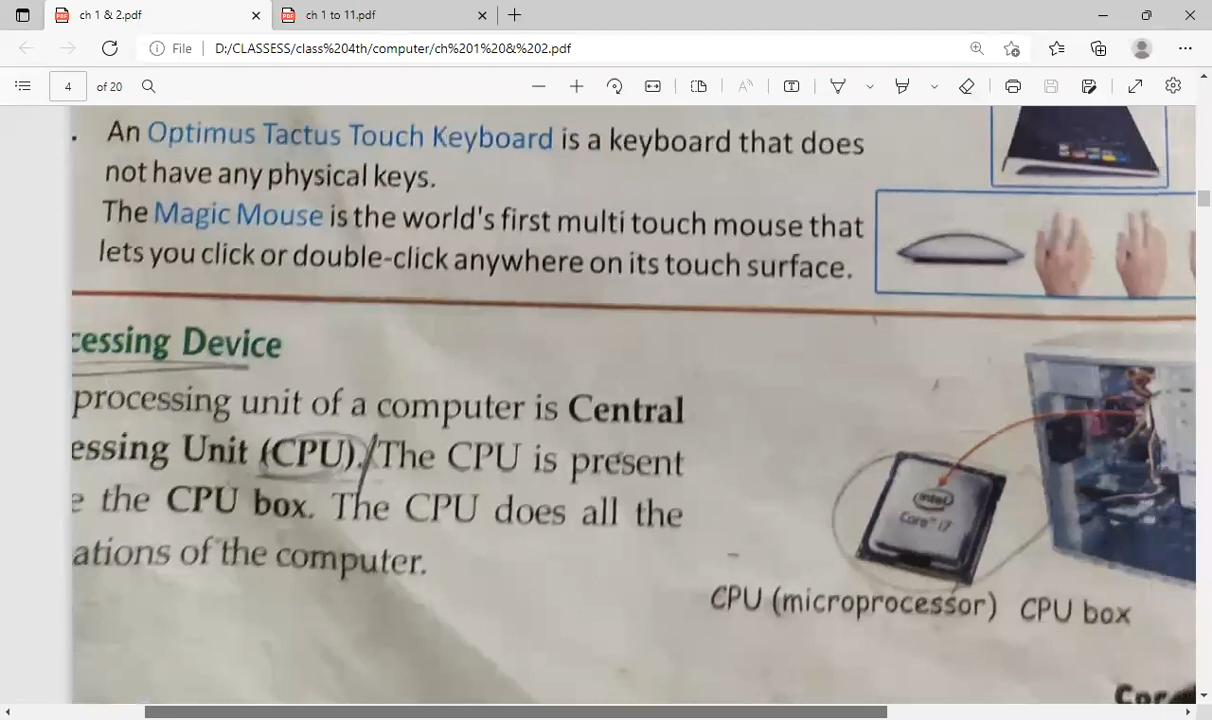 ch 1 & 2.pdf
ch 1 to 11.pdf
File
D:/CLASSESS/class%204th/computer/ch%201%20&%202.pdf
4
of 20
. An Optimus Tactus Touch Keyboard is a keyboard that does
not have any physical keys.
The Magic Mouse is the world's first multi touch mouse that
lets you click or double-click anywhere on its touch surface.
cessing Device
processing unit of a computer is Central
essing Unit (CPU). The CPU is present
e the CPU box. The CPU does all the
ations of the computer.
intel
Core™ i7
CPU (microprocessor) CPU box